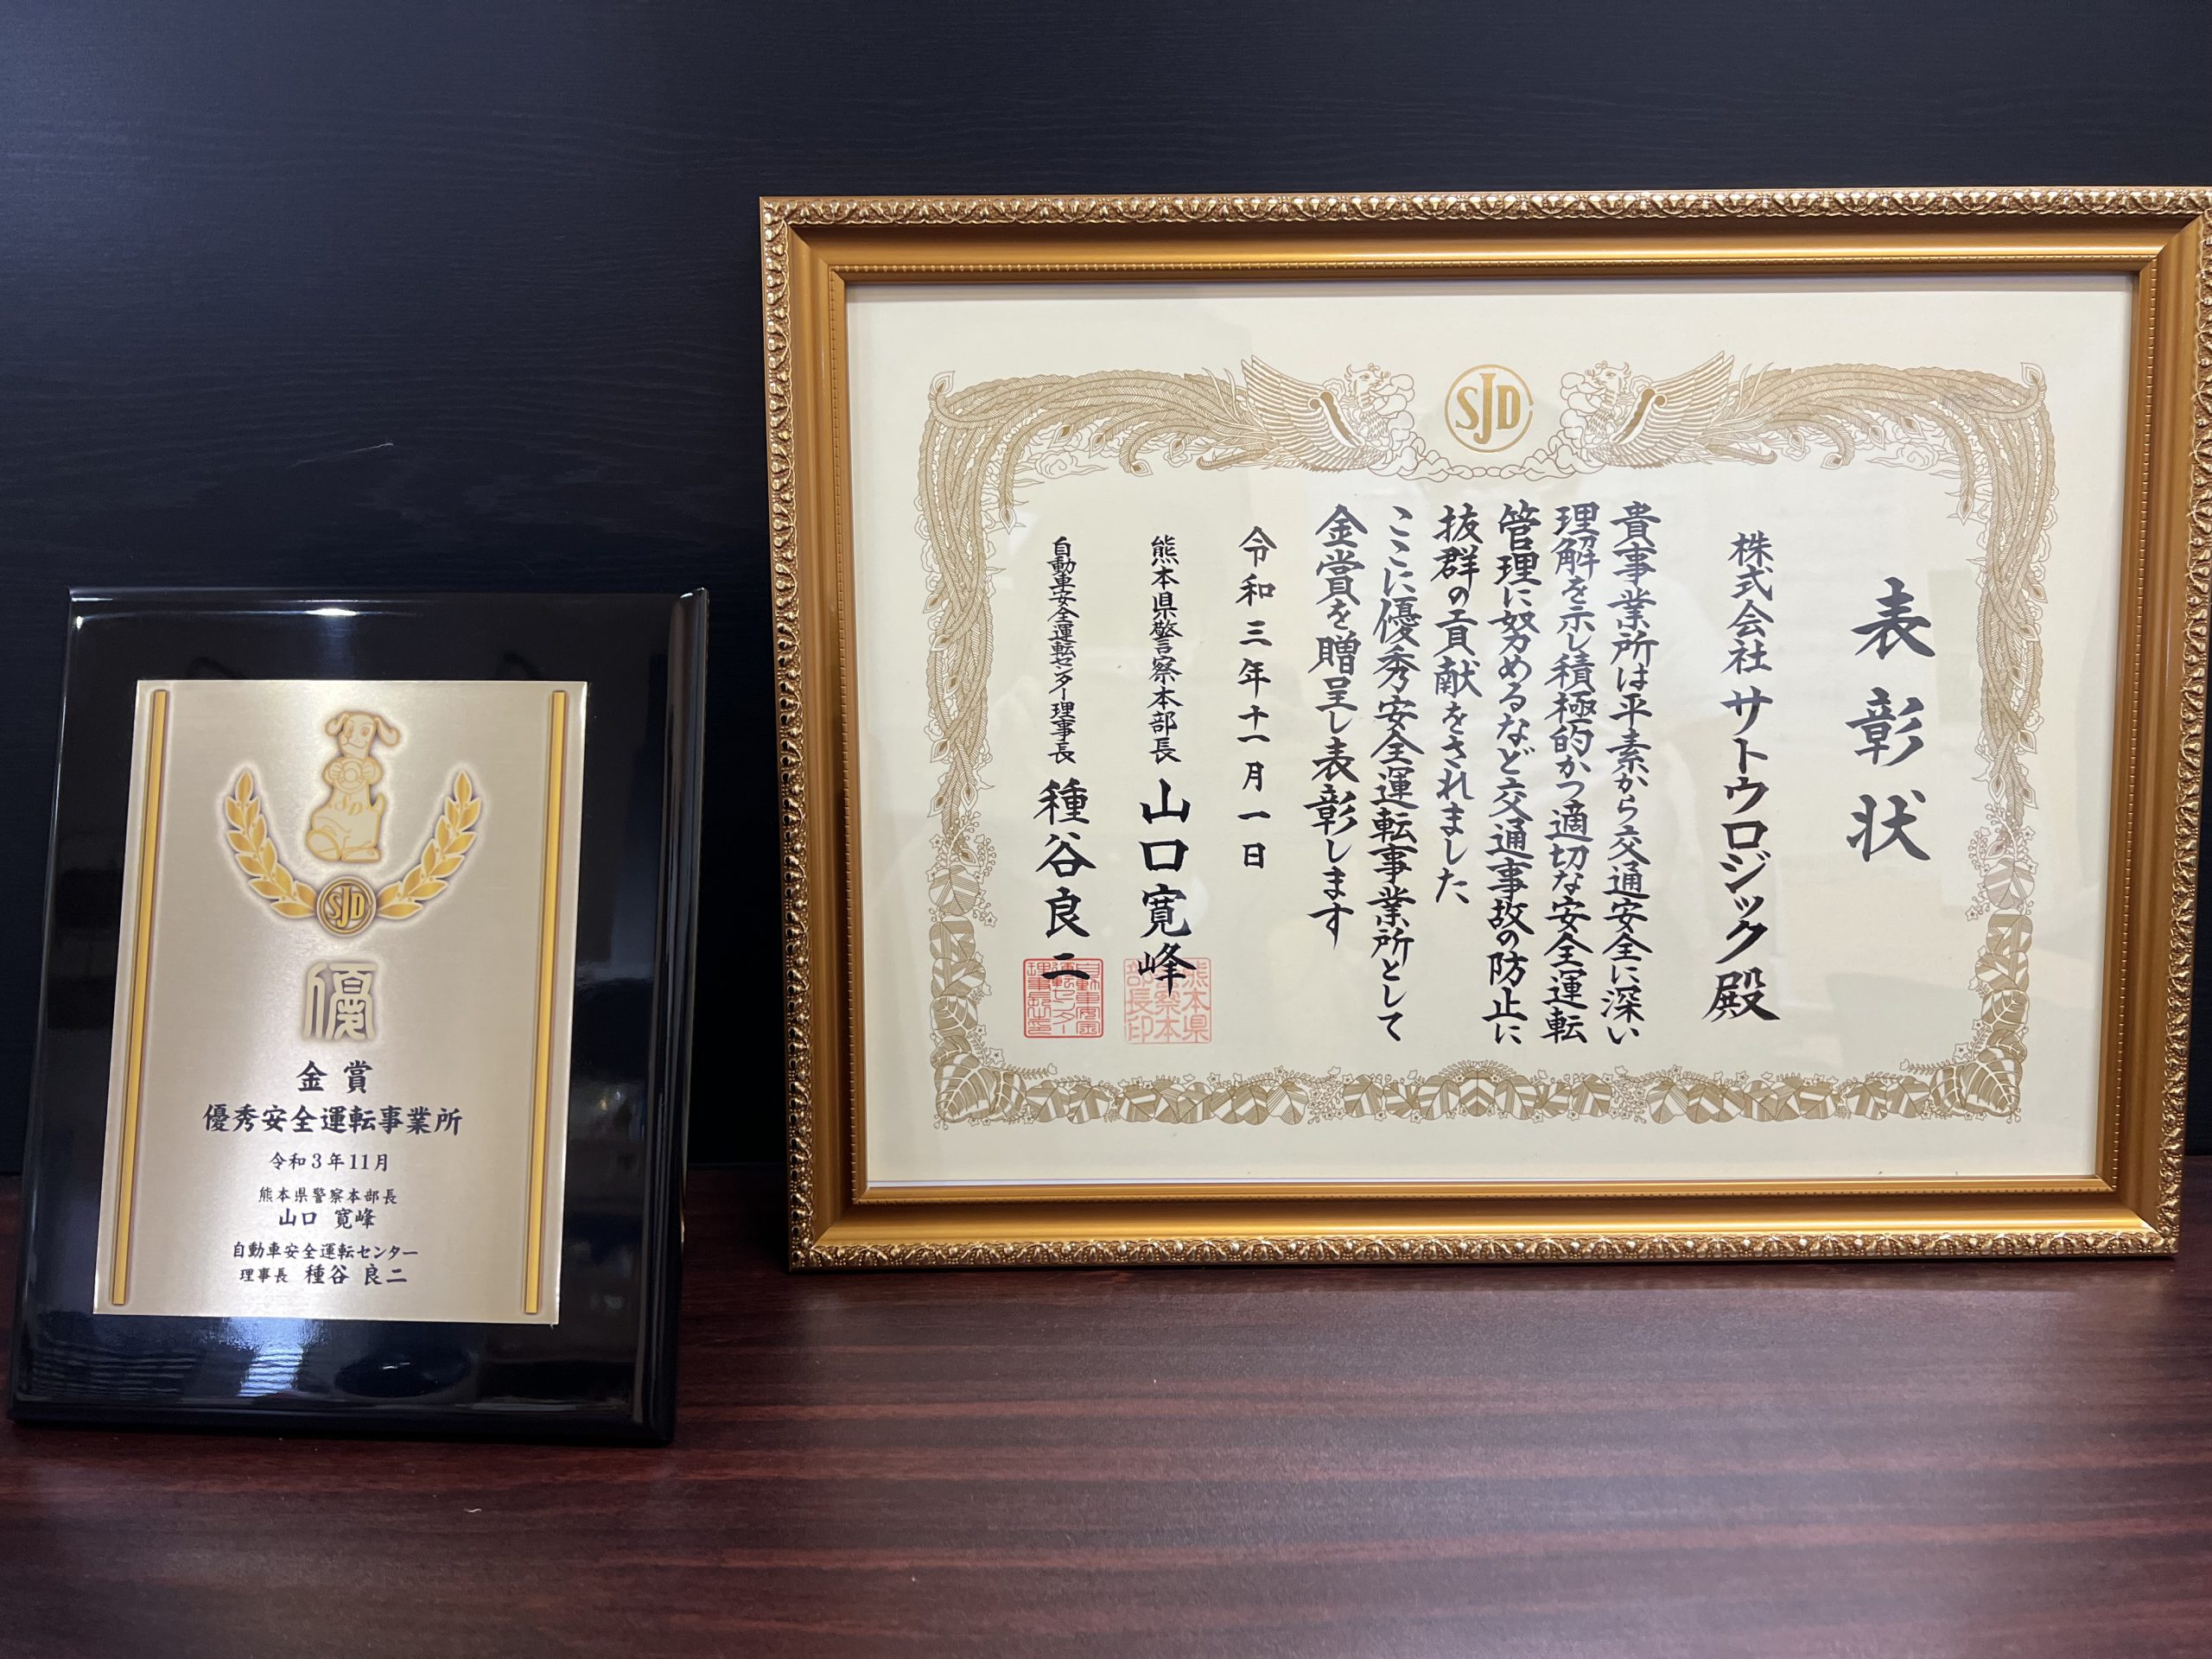 SJD
優
金賞
優秀安全運転事業所
令和3年11月
熊本県警察本部長
山口 寛峰
自動車安全運転センター
理事長 種谷 良二
SJD
表彰状
株式会社サトウロジック殿
貴事業所は平素から交通安全に深い
理解を示し積極的かつ適切な安全運転
管理に努めるなど交通事故の防止に
抜群の貢献をされました
ここに優秀安全運転事業所として
金賞を贈呈し表彰します
令和三年十一月一日
熊本県警察本部長 山口寛峰
熊本県警察本部長印
自動車安全運転センター理事長 種谷良二